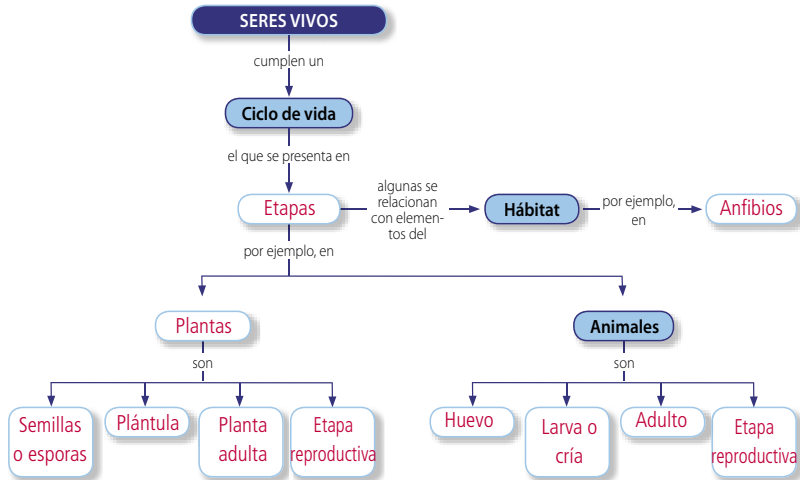 SERES VIVOS
cumplen un
Ciclo de vida
el que se presenta en
Etapas
algunas se
relacionan
con elemen-
tos del
Hábitat
por ejemplo,
en
Anfibios
por ejemplo, en
Plantas
son
Semillas
o esporas
Plántula
Planta
adulta
Etapa
reproductiva
Animales
son
Huevo
Larva o
cría
Adulto
Etapa
reproductiva